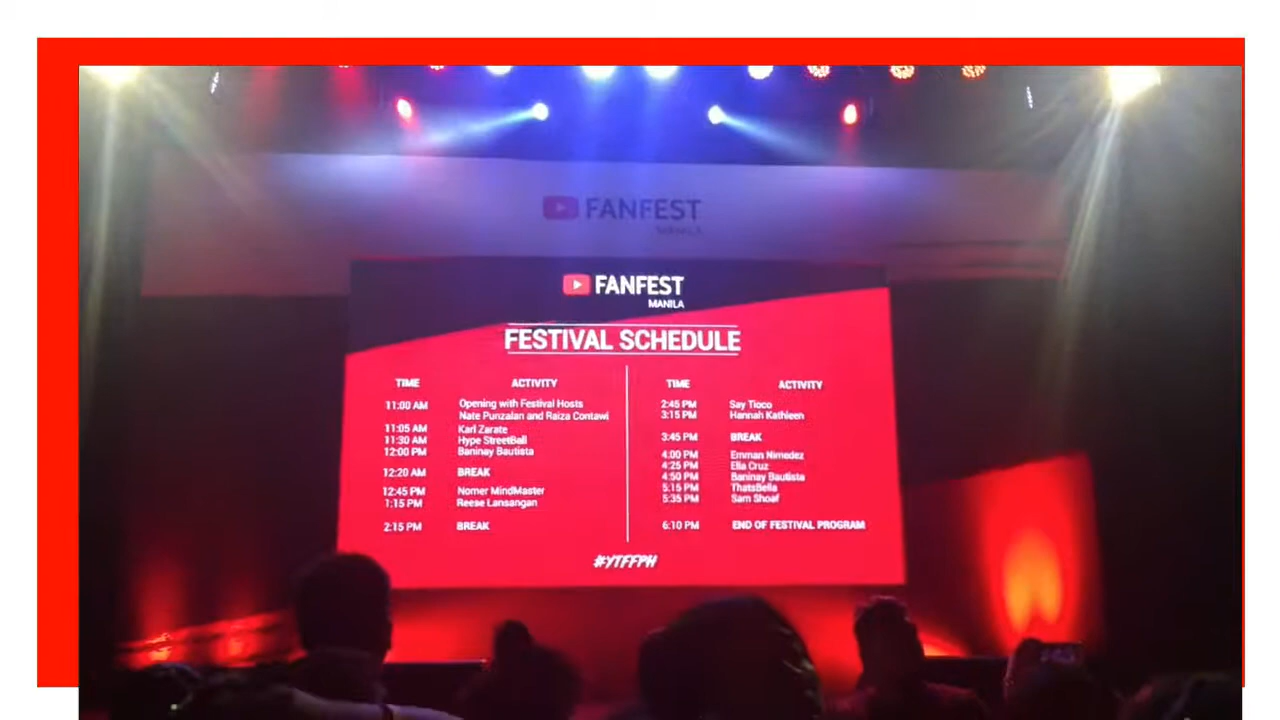 FANFEST
MANILA
FANFEST
MANILA
FESTIVAL SCHEDULE
TIME ACTIVITY
11:00 AM Opening with Festival Hosts
Nate Punzalan and Raiza Contawi
11:05 AM Karl Zarate
11:30 AM Hype StreetBall
12:00 PM Baninay Bautista
12:20 AM BREAK
12:45 PM Nomer MindMaster
1:15 PM Reese Lansangan
2:15 PM BREAK
TIME ACTIVITY
2:45 PM Say Tioco
3:15 PM Hannah Kathleen
3:45 PM BREAK
4:00 PM Emman Nimedez
4:25 PM Ella Cruz
4:50 PM Baninay Bautista
5:15 PM ThatsBella
5:35 PM Sam Shoaf
6:10 PM END OF FESTIVAL PROGRAM
#YTFFPH